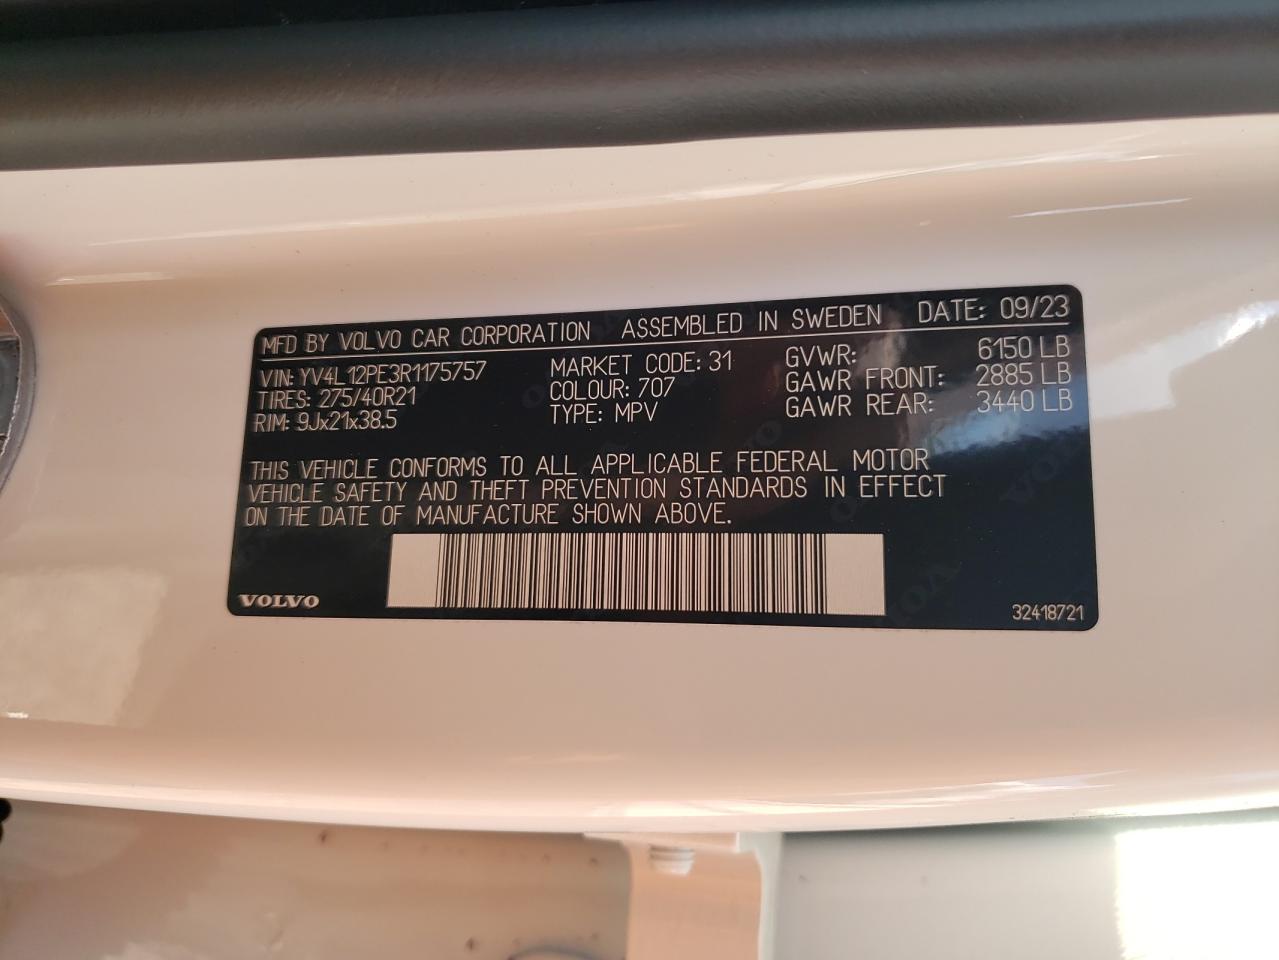 MFD BY VOLVO CAR CORPORATION ASSEMBLED IN SWEDEN DATE: 09/23
VIN: YV4L12PE3R1175757 MARKET CODE: 31 GVWR: 6150 LB
TIRES: 275/40R21 COLOUR: 707 GAWR FRONT: 2885 LB
RIM: 9Jx21x38.5 TYPE: MPV GAWR REAR: 3440 LB
THIS VEHICLE CONFORMS TO ALL APPLICABLE FEDERAL MOTOR
VEHICLE SAFETY AND THEFT PREVENTION STANDARDS IN EFFECT
ON THE DATE OF MANUFACTURE SHOWN ABOVE.
VOLVO 32418721